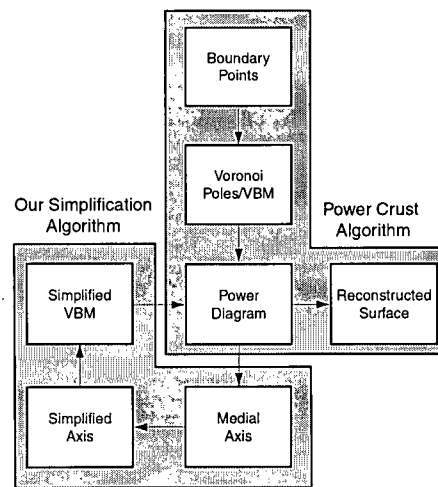 Boundary
Points
Voronoi
Poles/VBM
Our Simplification
Algorithm
Power Crust
Algorithm
Simplified
VBM
Power
Diagram
Reconstructed
Surface
Simplified
Axis
Medial
Axis